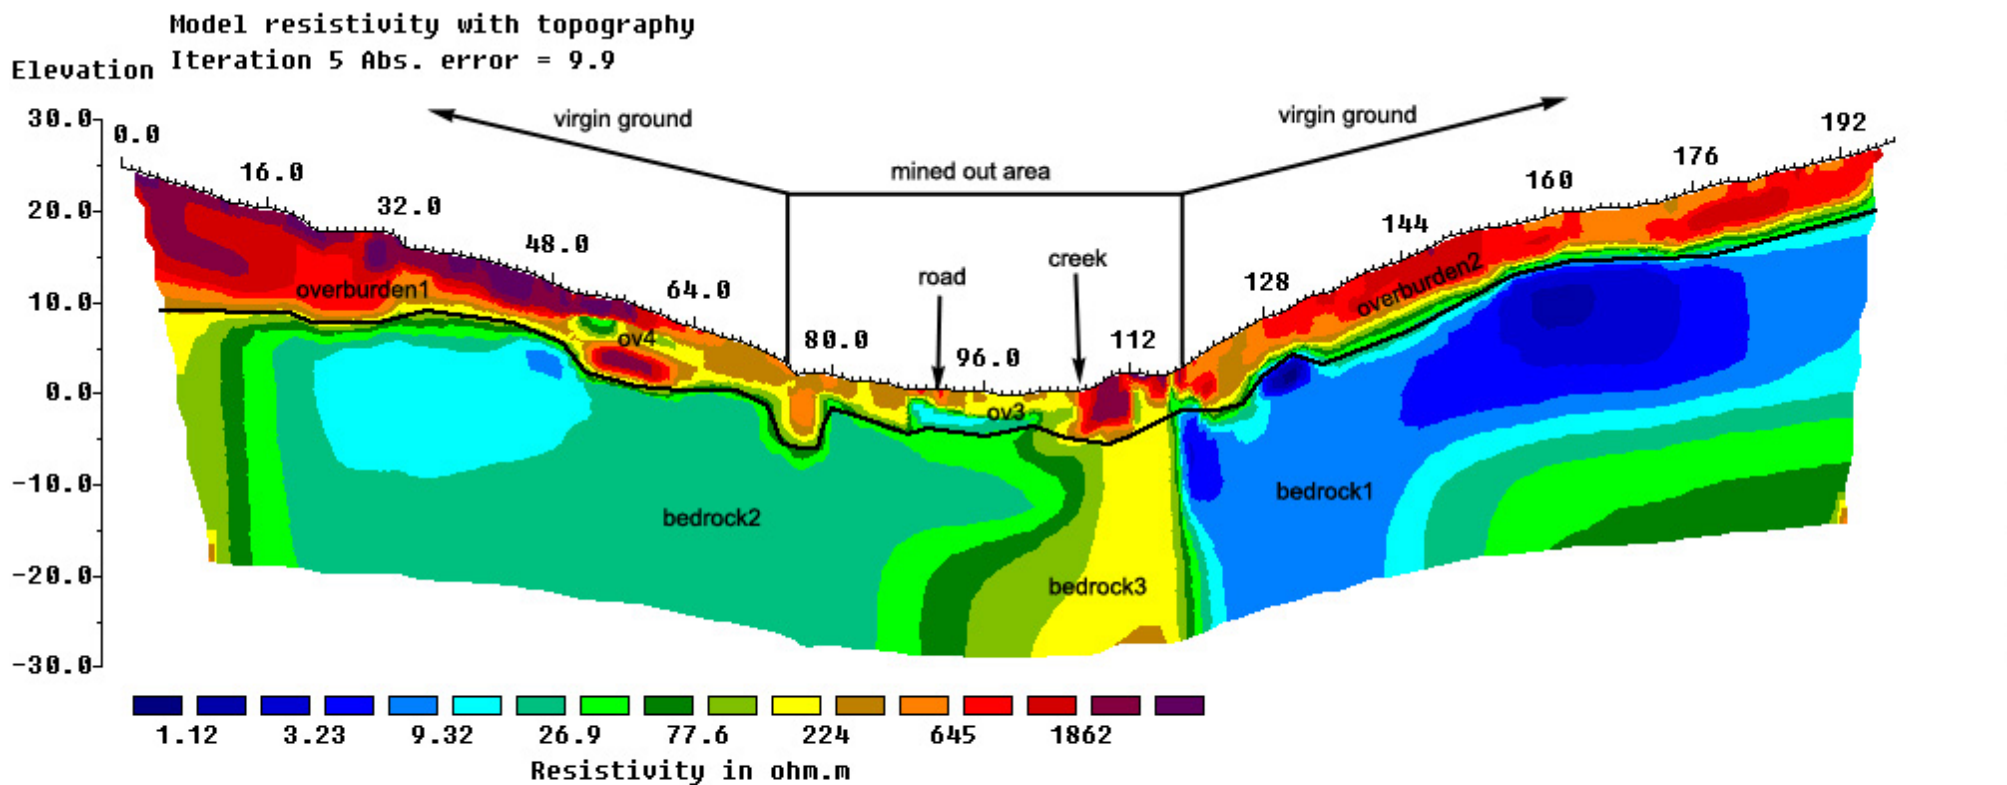 Model resistivity with topography
Iteration 5 Abs. error = 9.9
Elevation
virgin ground
virgin ground
mined out area
30.0
20.0
10.0
0.0
-10.0
-20.0
-30.0
0.0
16.0
32.0
48.0
64.0
80.0
96.0
112
128
144
160
176
192
road
creek
overburden1
overburden2
ov4
ov3
bedrock2
bedrock1
bedrock3
1.12 3.23 9.32 26.9 77.6 224 645 1862
Resistivity in ohm.m